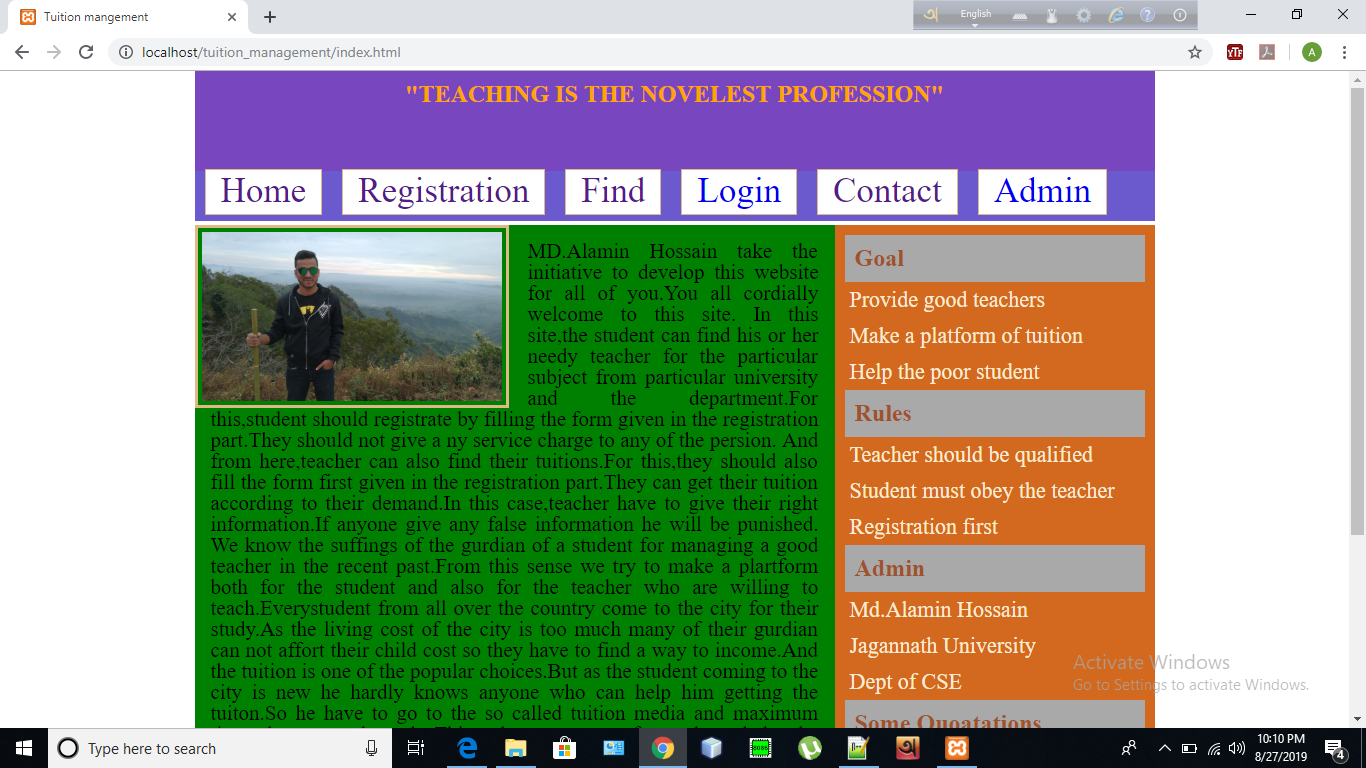 Tuition mangement
English
localhost/tuition_management/index.html
"TEACHING IS THE NOVELEST PROFESSION"
Home Registration Find Login Contact Admin
MD.Alamin Hossain take the
initiative to develop this website
for all of you.You all cordially
welcome to this site. In this
site,the student can find his or her
needy teacher for the particular
subject from particular university
and the department.For
this,student should registrate by filling the form given in the registration
part.They should not give a ny service charge to any of the persion. And
from here,teacher can also find their tuitions.For this,they should also
fill the form first given in the registration part.They can get their tuition
according to their demand.In this case,teacher have to give their right
information.If anyone give any false information he will be punished.
We know the suffings of the gurdian of a student for managing a good
teacher in the recent past.From this sense we try to make a plartform
both for the student and also for the teacher who are willing to
teach.Everystudent from all over the country come to the city for their
study.As the living cost of the city is too much many of their gurdian
can not affort their child cost so they have to find a way to income.And
the tuition is one of the popular choices.But as the student coming to the
city is new he hardly knows anyone who can help him getting the
tuiton.So he have to go to the so called tuition media and maximum
Goal
Provide good teachers
Make a platform of tuition
Help the poor student
Rules
Teacher should be qualified
Student must obey the teacher
Registration first
Admin
Md.Alamin Hossain
Jagannath University
Dept of CSE
Some Quoatations
Activate Windows
Go to Settings to activate Windows.
Type here to search
10:10 PM
8/27/2019
4
YTF
A